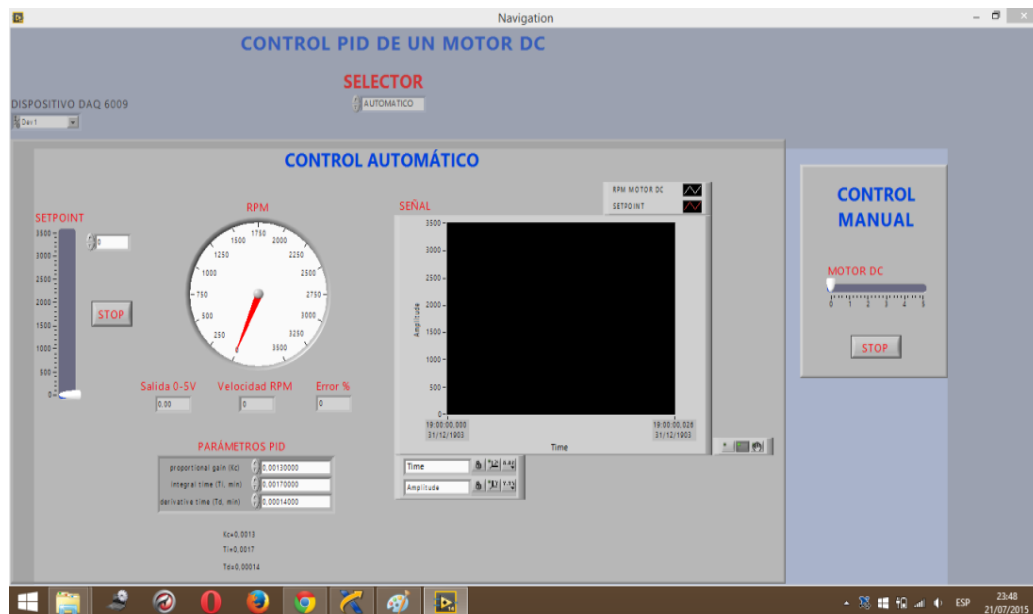 Navigation
CONTROL PID DE UN MOTOR DC
SELECTOR
AUTOMATICO
DISPOSITIVO DAQ 6009
Dev1
CONTROL AUTOMÁTICO
SETPOINT
3500
3000
2500
2000
1500
1000
500
0
0
STOP
RPM
0
250
500
750
1000
1250
1500
1750
2000
2250
2500
2750
3000
3250
3500
Salida 0-5V
0.00
Velocidad RPM
0
Error %
0
PARÁMETROS PID
proportional gain (Kc) 0,00130000
integral time (Ti, min) 0,00170000
derivative time (Td, min) 0,00014000
Kc=0,0013
Ti=0,0017
Td=0,00014
SEÑAL
RPM MOTOR DC
SETPOINT
Amplitude
3500
3000
2500
2000
1500
1000
500
0
19:00:00,000
31/12/1903
19:00:00,026
31/12/1903
Time
Time
Amplitude
CONTROL
MANUAL
MOTOR DC
0 1 2 3 4 5
STOP
ESP
23:48